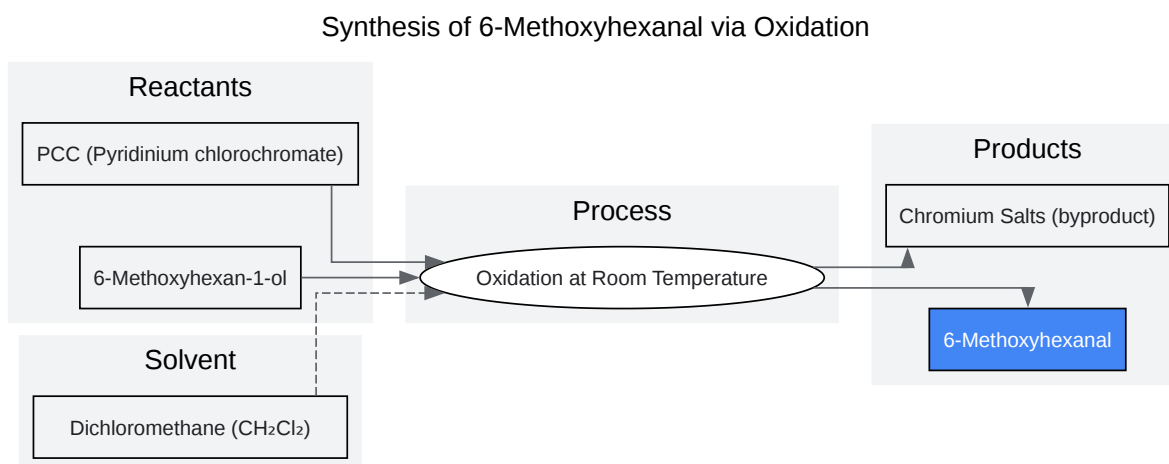 Synthesis of 6-Methoxyhexanal via Oxidation
Reactants
PCC (Pyridinium chlorochromate)
6-Methoxyhexan-1-ol
Solvent
Dichloromethane (CH₂Cl₂)
Process
Oxidation at Room Temperature
Products
Chromium Salts (byproduct)
6-Methoxyhexanal